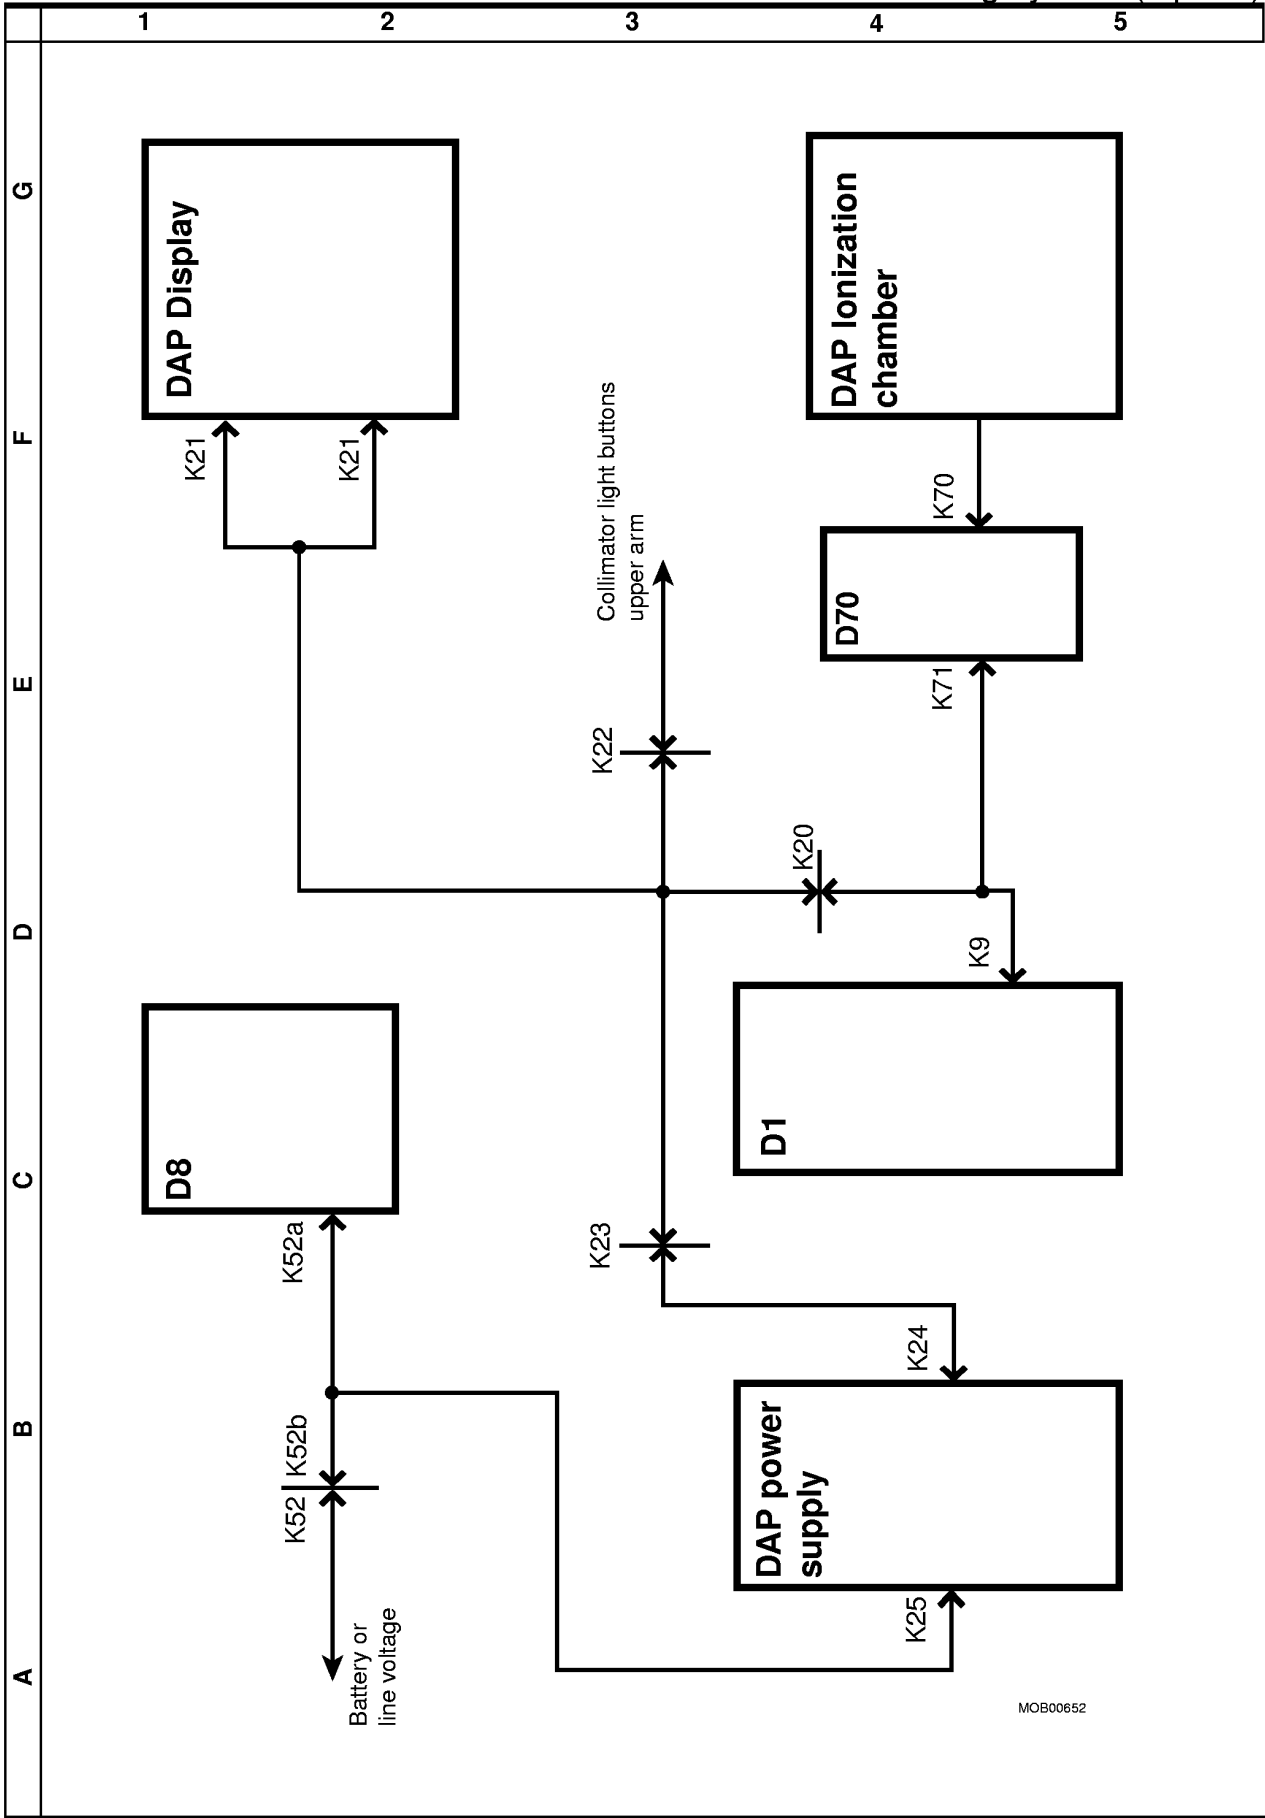 1 2 3 4 5
G
F
E
D
C
B
A
DAP Display
DAP Ionization
chamber
K21
K21
Collimator light buttons
upper arm
K70
D70
K71
K22
K20
K9
D8
D1
K52a
K23
K24
K52b
K52
DAP power
supply
K25
Battery or
line voltage
MOB00652